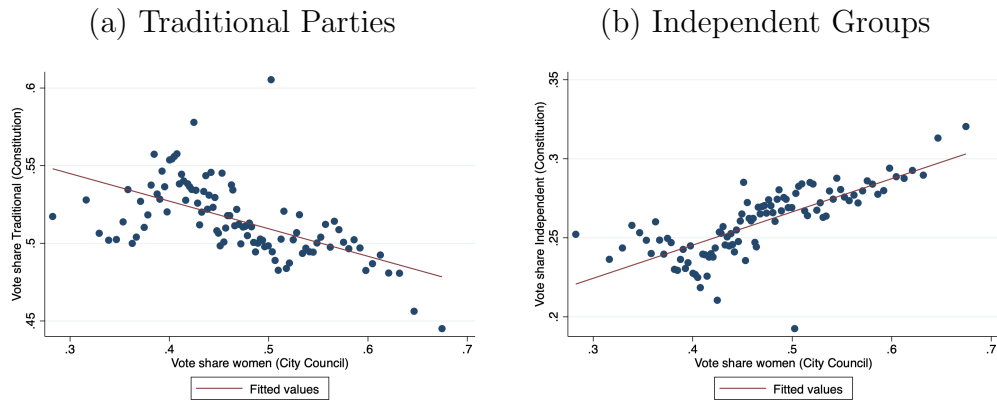 (a) Traditional Parties
Vote share Traditional (Constitution)
.6
.55
.5
.45
.3 .4 .5 .6 .7
Vote share women (City Council)
Fitted values
(b) Independent Groups
Vote share Independent (Constitution)
.35
.3
.25
.2
.3 .4 .5 .6 .7
Vote share women (City Council)
Fitted values